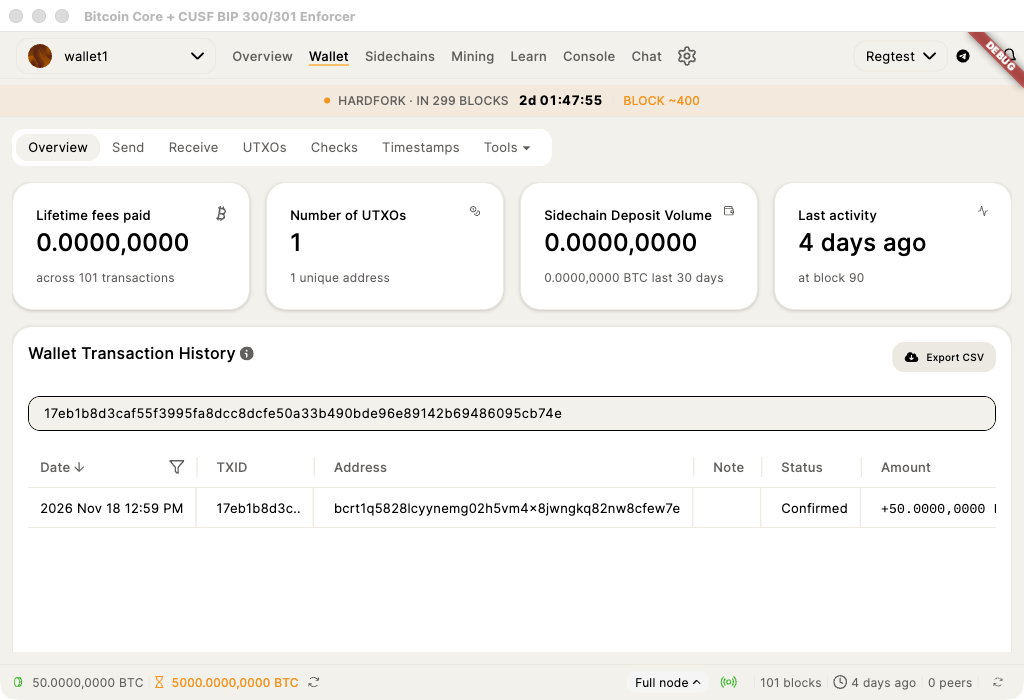 Bitcoin Core + CUSF BIP 300/301 Enforcer
wallet1 Overview Wallet Sidechains Mining Learn Console Chat Regtest DEBUG
HARDFORK · IN 299 BLOCKS 2d 01:47:55 BLOCK ~400
Overview Send Receive UTXOs Checks Timestamps Tools
Lifetime fees paid
0.0000,0000
across 101 transactions
Number of UTXOs
1
1 unique address
Sidechain Deposit Volume
0.0000,0000
0.0000,0000 BTC last 30 days
Last activity
4 days ago
at block 90
Wallet Transaction History
Export CSV
17eb1b8d3caf55f3995fa8dcc8dcfe50a33b490bde96e89142b69486095cb74e
Date TXID Address Note Status Amount
2026 Nov 18 12:59 PM 17eb1b8d3c.. bcrt1q5828lcyynemg02h5vm4x8jwngkq82nw8cfew7e Confirmed +50.0000,0000
50.0000,0000 BTC 5000.0000,0000 BTC Full node 101 blocks 4 days ago 0 peers